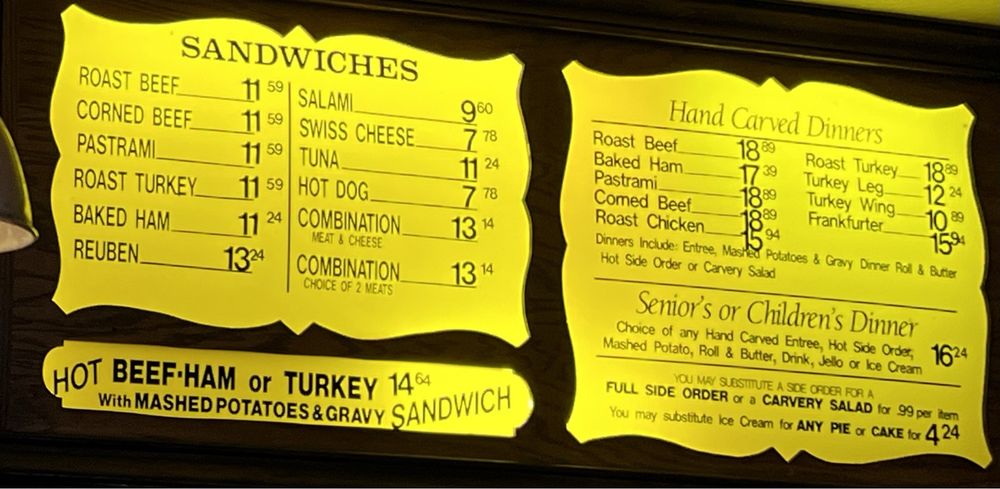 SANDWICHES
ROAST BEEF 11 59
CORNED BEEF 11 59
PASTRAMI 11 59
ROAST TURKEY 11 59
BAKED HAM 11 24
REUBEN 13 24
SALAMI 9 60
SWISS CHEESE 7 78
TUNA 11 24
HOT DOG 7 78
COMBINATION 13 14
MEAT & CHEESE
COMBINATION 13 14
CHOICE OF 2 MEATS
HOT BEEF·HAM or TURKEY 14 64
With MASHED POTATOES & GRAVY SANDWICH
Hand Carved Dinners
Roast Beef 18 89
Baked Ham 17 39
Pastrami 18 89
Corned Beef 18 89
Roast Chicken 15 94
Roast Turkey 18 89
Turkey Leg 12 24
Turkey Wing 10 89
Frankfurter 15 94
Dinners Include: Entree, Mashed Potatoes & Gravy Dinner Roll & Butter
Hot Side Order or Carvery Salad
Senior's or Children's Dinner
Choice of any Hand Carved Entree, Hot Side Order, 16 24
Mashed Potato, Roll & Butter, Drink, Jello or Ice Cream
YOU MAY SUBSTITUTE A SIDE ORDER FOR A
FULL SIDE ORDER or a CARVERY SALAD for .99 per item
You may substitute Ice Cream for ANY PIE or CAKE for 4 24